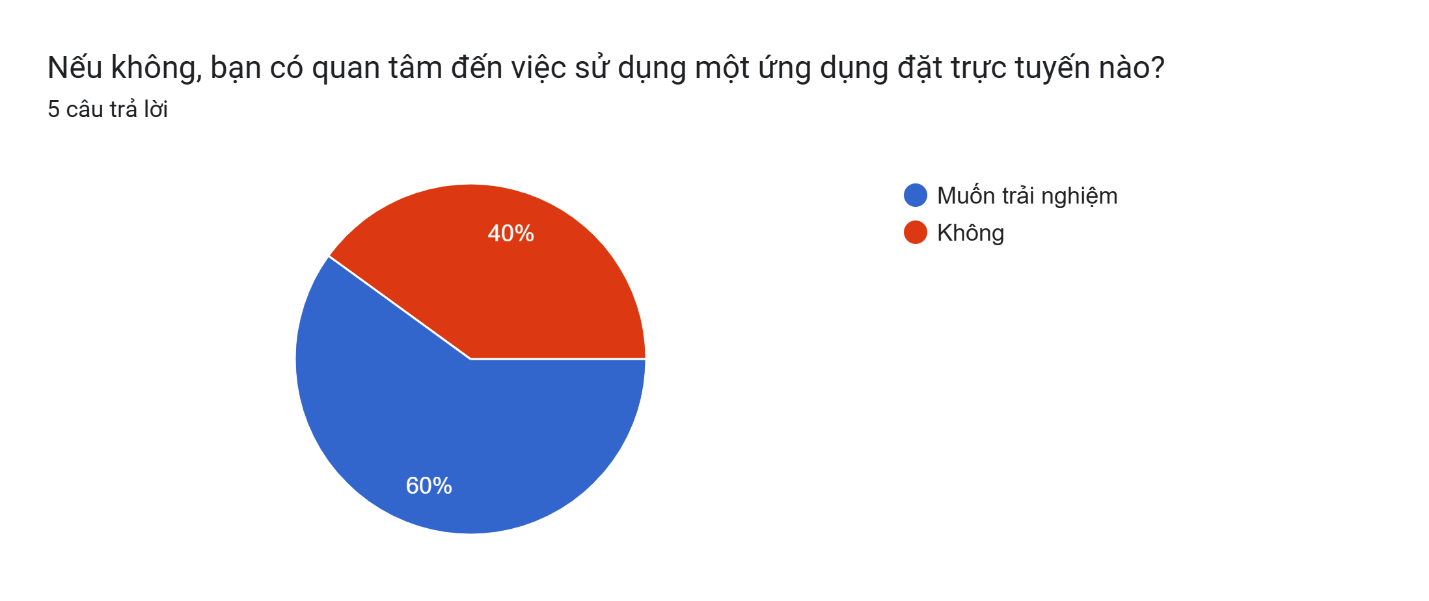 Nếu không, bạn có quan tâm đến việc sử dụng một ứng dụng đặt trực tuyến nào?
5 câu trả lời
Muốn trải nghiệm
Không
40%
60%